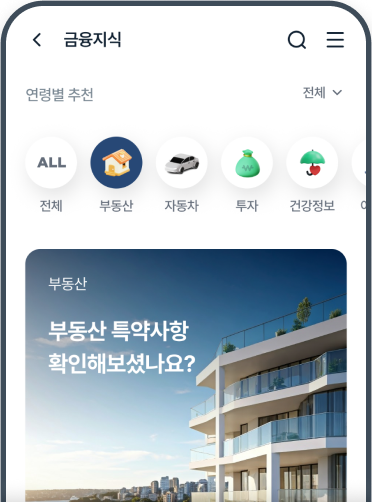 금융지식
연령별 추천
전체
ALL
전체
부동산
자동차
투자
건강정보
부동산
부동산 특약사항
확인해보셨나요?